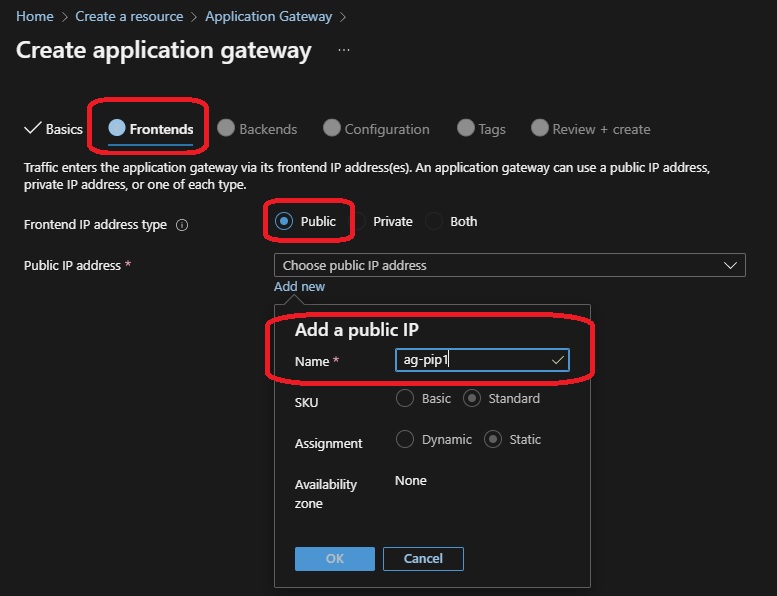 Home > Create a resource > Application Gateway >
Create application gateway ...
Basics Frontends Backends Configuration Tags Review + create
Traffic enters the application gateway via its frontend IP address(es). An application gateway can use a public IP address,
private IP address, or one of each type.
Frontend IP address type Public Private Both
Public IP address * Choose public IP address
Add new
Add a public IP
Name * ag-pip1
SKU Basic Standard
Assignment Dynamic Static
Availability None
zone
OK Cancel